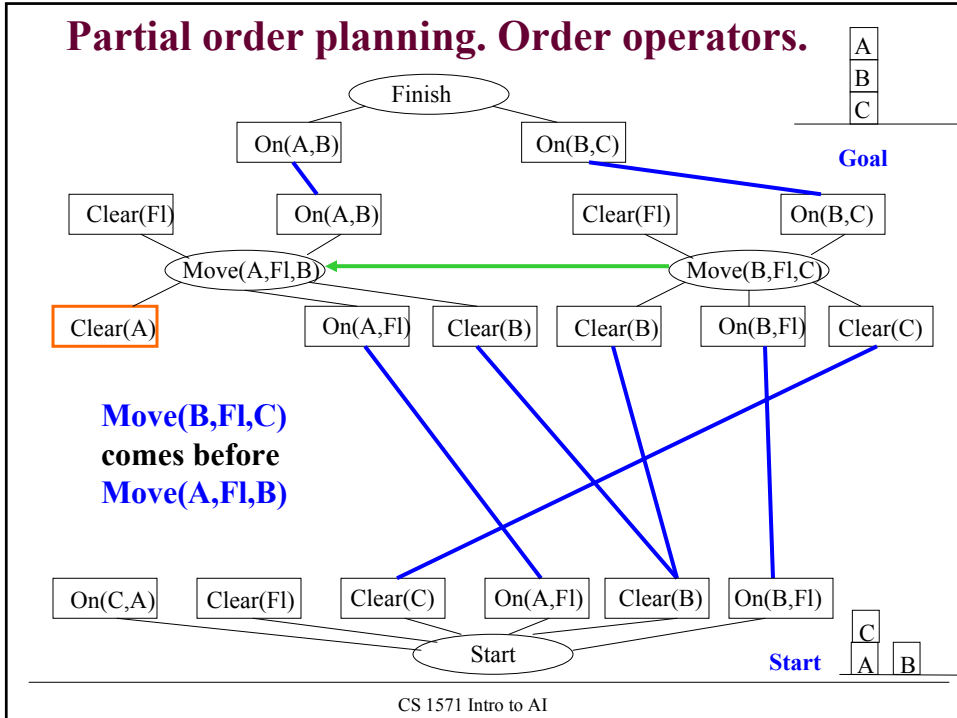 Partial order planning. Order operators.
A
B
C
Finish
On(A,B)
On(B,C)
Goal
Clear(Fl)
On(A,B)
Clear(Fl)
On(B,C)
Move(A,Fl,B)
Move(B,Fl,C)
Clear(A)
On(A,Fl)
Clear(B)
Clear(B)
On(B,Fl)
Clear(C)
Move(B,Fl,C)
comes before
Move(A,Fl,B)
On(C,A)
Clear(Fl)
Clear(C)
On(A,Fl)
Clear(B)
On(B,Fl)
Start
Start
C
A B
CS 1571 Intro to AI